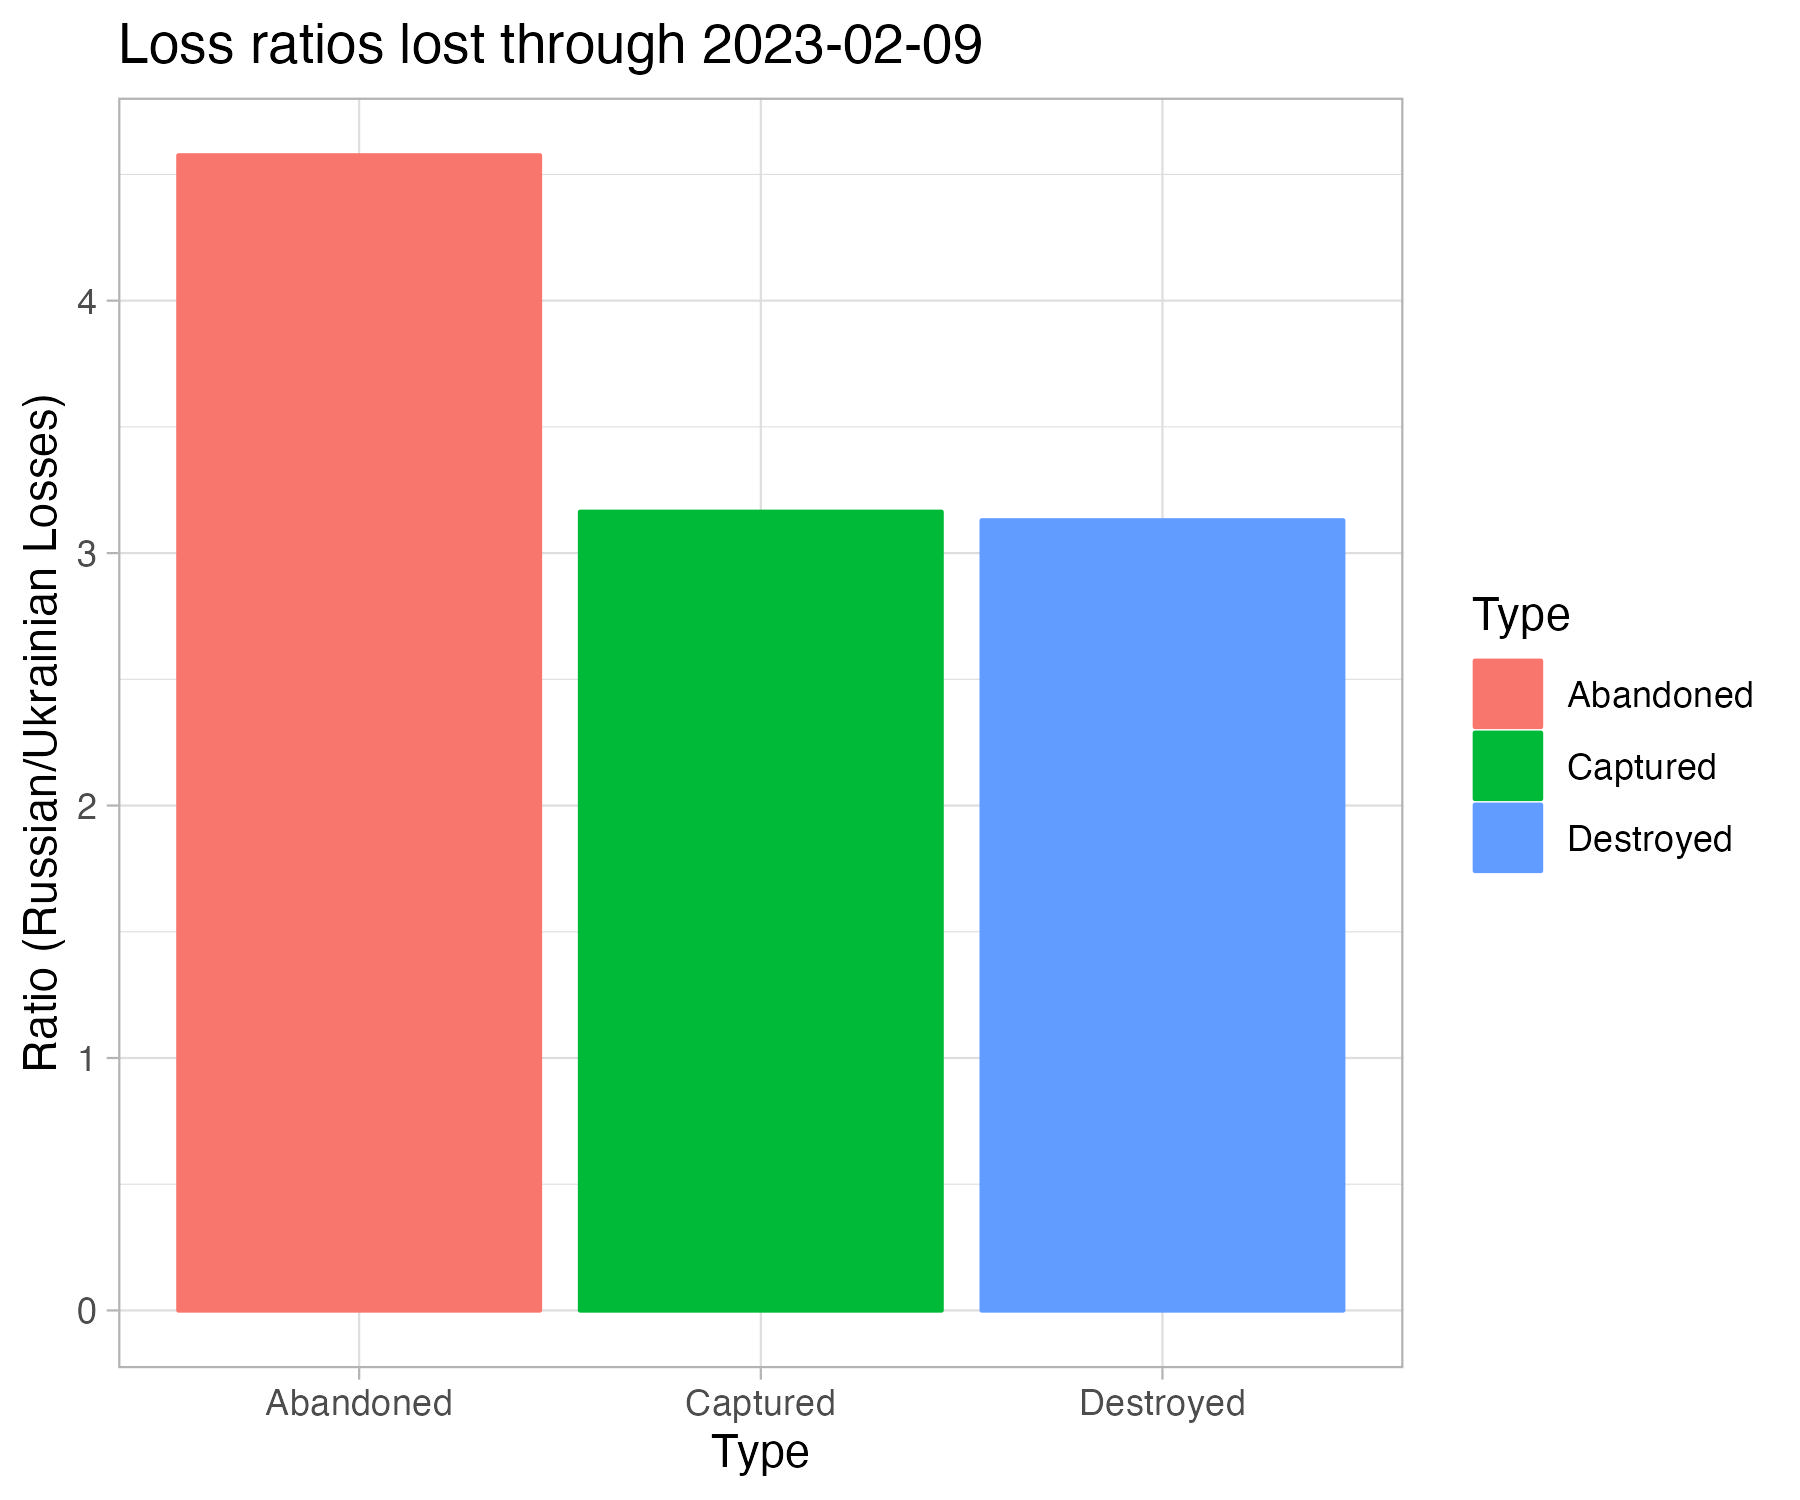 Loss ratios lost through 2023-02-09
Ratio (Russian/Ukrainian Losses)
4
3
2
1
0
Abandoned
Captured
Destroyed
Type
Type
Abandoned
Captured
Destroyed